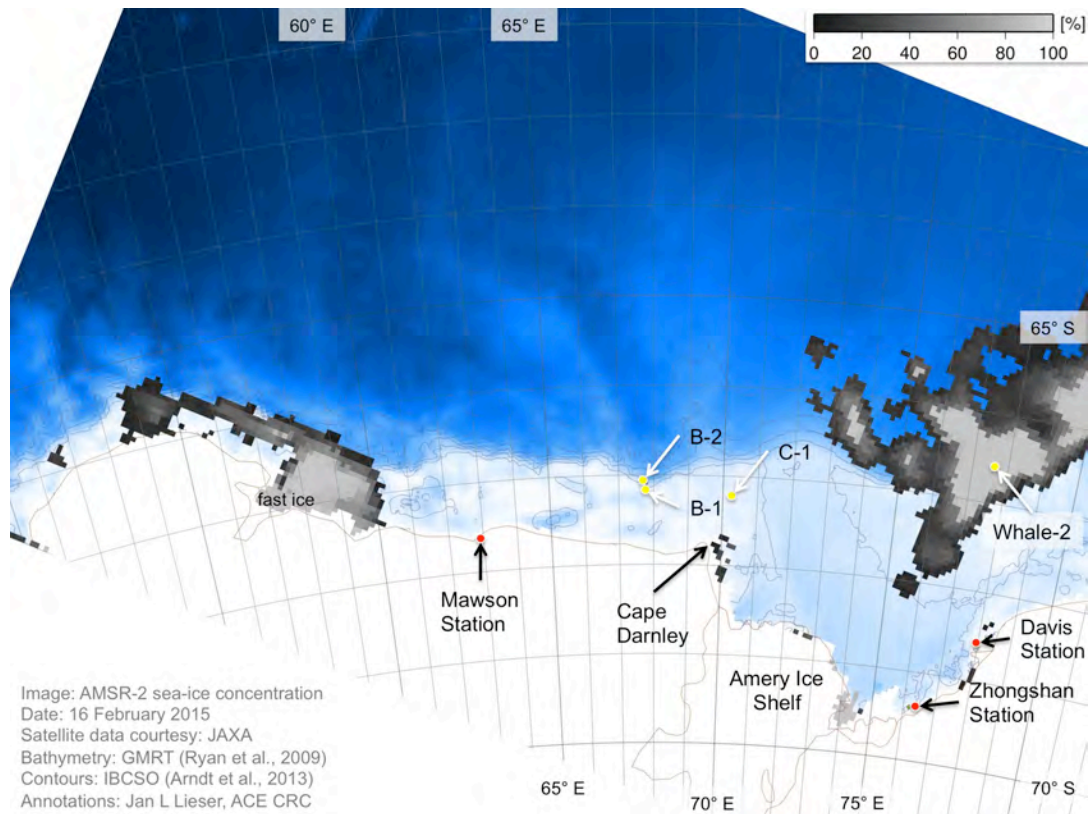 60° E
65° E
[%]
0 20 40 60 80 100
65° S
B-2
C-1
fast ice
B-1
Whale-2
Mawson
Station
Cape
Darnley
Davis
Station
Amery Ice
Shelf
Zhongshan
Station
Image: AMSR-2 sea-ice concentration
Date: 16 February 2015
Satellite data courtesy: JAXA
Bathymetry: GMRT (Ryan et al., 2009)
Contours: IBCSO (Arndt et al., 2013)
Annotations: Jan L Lieser, ACE CRC
65° E
70° E
75° E
70° S